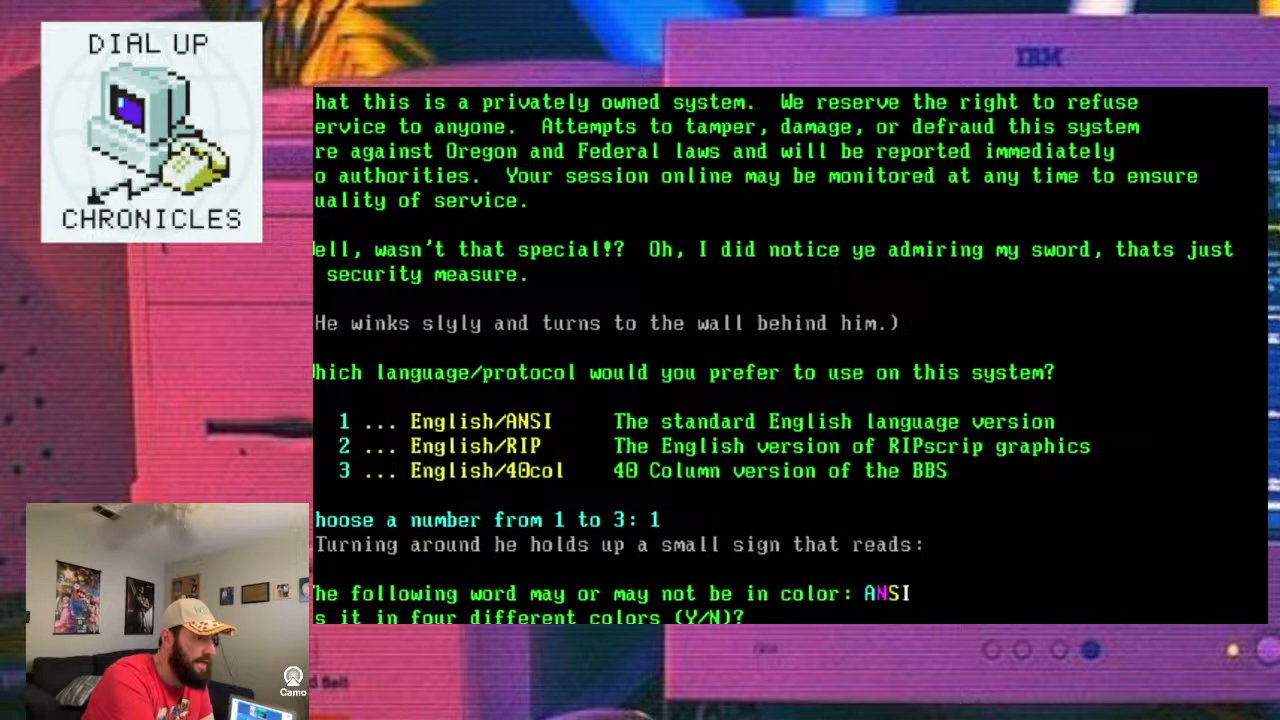 DIAL UP
CHRONICLES
IBM
hat this is a privately owned system. We reserve the right to refuse
ervice to anyone. Attempts to tamper, damage, or defraud this system
re against Oregon and Federal laws and will be reported immediately
o authorities. Your session online may be monitored at any time to ensure
uality of service.
ell, wasn't that special!? Oh, I did notice ye admiring my sword, thats just
security measure.
(He winks slyly and turns to the wall behind him.)
hich language/protocol would you prefer to use on this system?
1 ... English/ANSI The standard English language version
2 ... English/RIP The English version of RIPscrip graphics
3 ... English/40col 40 Column version of the BBS
hoose a number from 1 to 3: 1
(Turning around he holds up a small sign that reads:
he following word may or may not be in color: ANSI
s it in four different colors (Y/N)?
Camo
d Bell